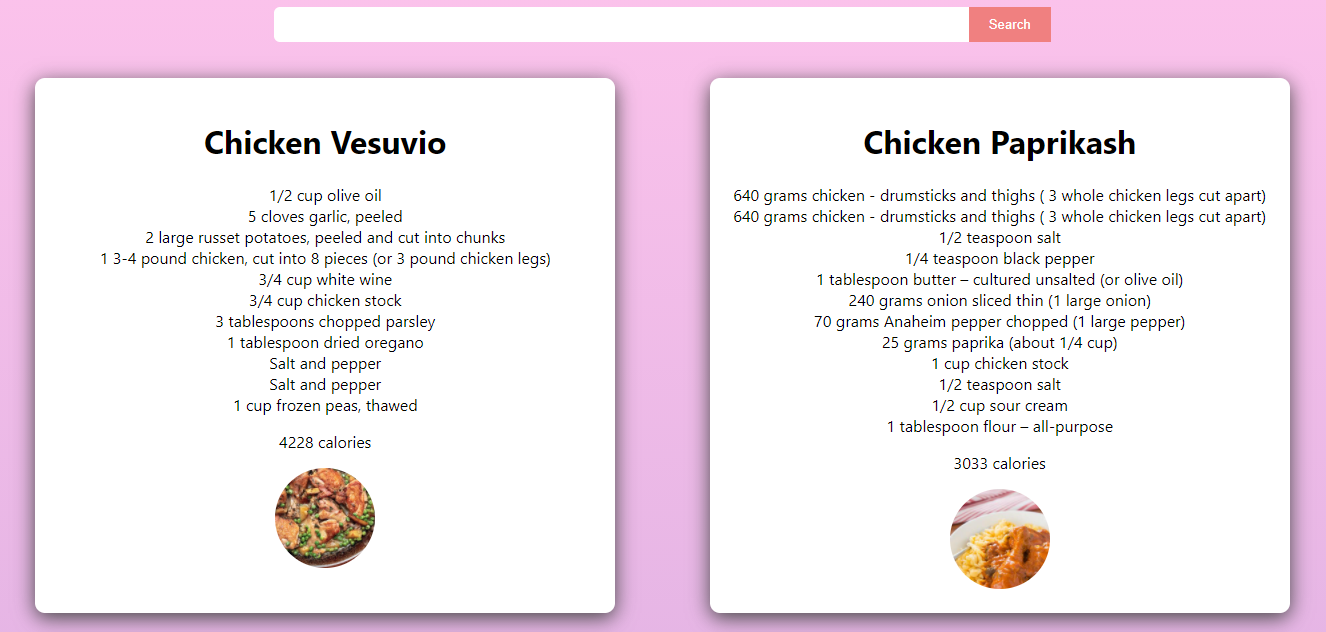 Search
Chicken Vesuvio
1/2 cup olive oil
5 cloves garlic, peeled
2 large russet potatoes, peeled and cut into chunks
1 3-4 pound chicken, cut into 8 pieces (or 3 pound chicken legs)
3/4 cup white wine
3/4 cup chicken stock
3 tablespoons chopped parsley
1 tablespoon dried oregano
Salt and pepper
Salt and pepper
1 cup frozen peas, thawed
4228 calories
Chicken Paprikash
640 grams chicken - drumsticks and thighs ( 3 whole chicken legs cut apart)
640 grams chicken - drumsticks and thighs ( 3 whole chicken legs cut apart)
1/2 teaspoon salt
1/4 teaspoon black pepper
1 tablespoon butter – cultured unsalted (or olive oil)
240 grams onion sliced thin (1 large onion)
70 grams Anaheim pepper chopped (1 large pepper)
25 grams paprika (about 1/4 cup)
1 cup chicken stock
1/2 teaspoon salt
1/2 cup sour cream
1 tablespoon flour – all-purpose
3033 calories